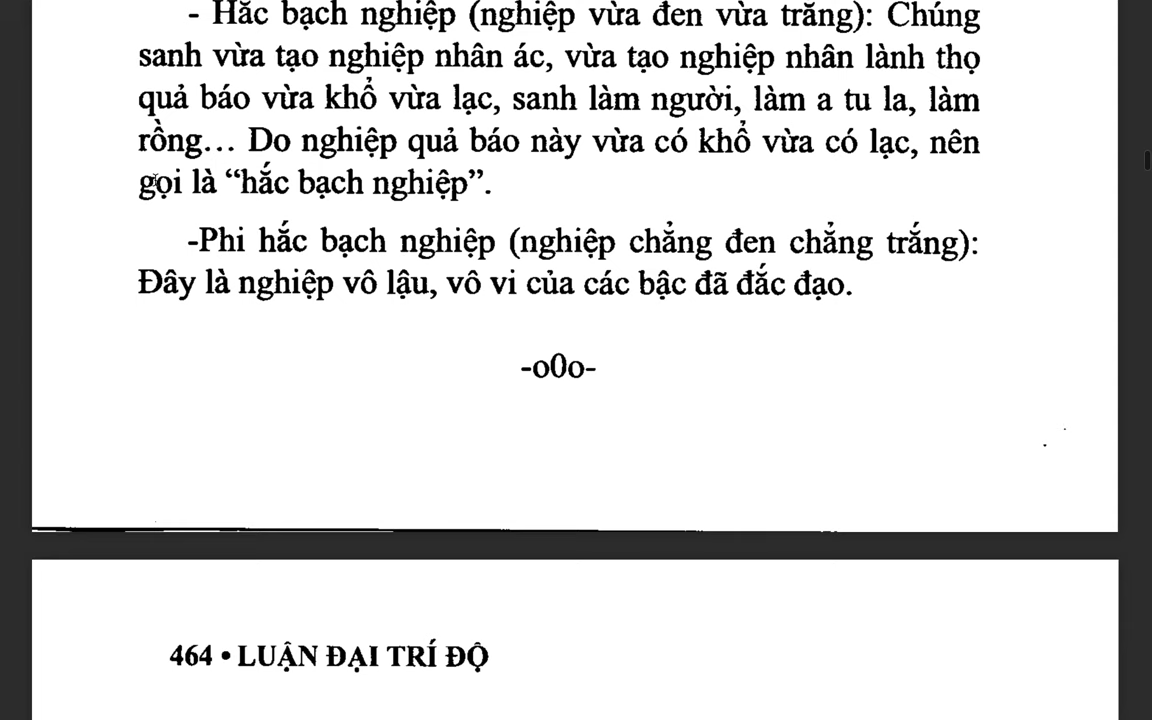 - Hắc bạch nghiệp (nghiệp vừa đen vừa trắng): Chúng
sanh vừa tạo nghiệp nhân ác, vừa tạo nghiệp nhân lành thọ
quả báo vừa khổ vừa lạc, sanh làm người, làm a tu la, làm
rồng... Do nghiệp quả báo này vừa có khổ vừa có lạc, nên
gọi là “hắc bạch nghiệp”.
-Phi hắc bạch nghiệp (nghiệp chẳng đen chẳng trắng):
Đây là nghiệp vô lậu, vô vi của các bậc đã đắc đạo.
-o0o-
464 • LUẬN ĐẠI TRÍ ĐỘ